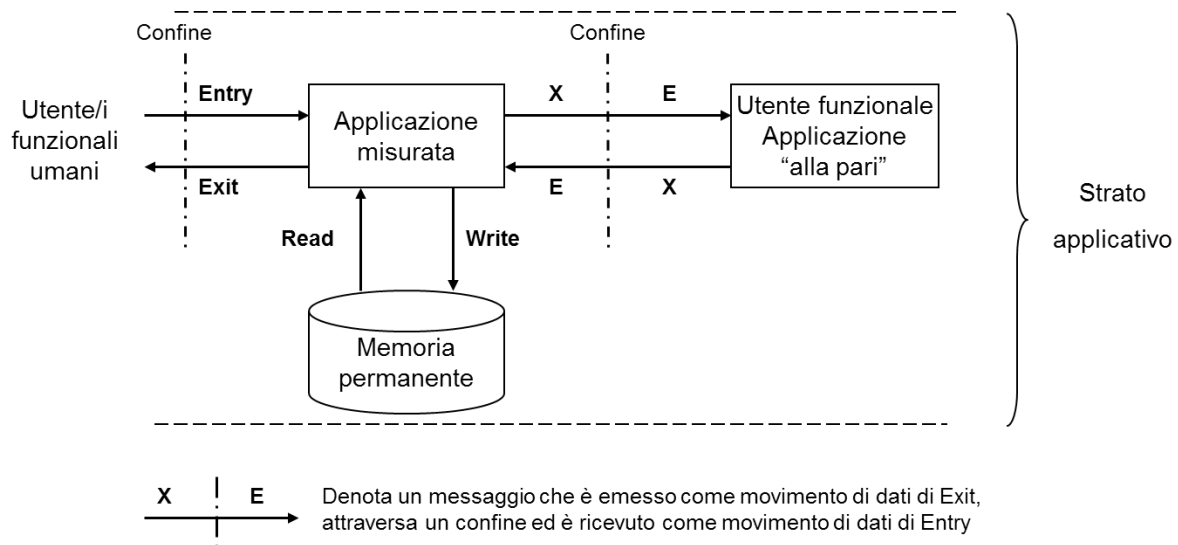 Confine
Confine
Utente/i
funzionali
umani
Entry
Exit
Applicazione
misurata
X
E
E
X
Utente funzionale
Applicazione
“alla pari”
Strato
applicativo
Read
Write
Memoria
permanente
X
E
Denota un messaggio che è emesso come movimento di dati di Exit,
attraversa un confine ed è ricevuto come movimento di dati di Entry